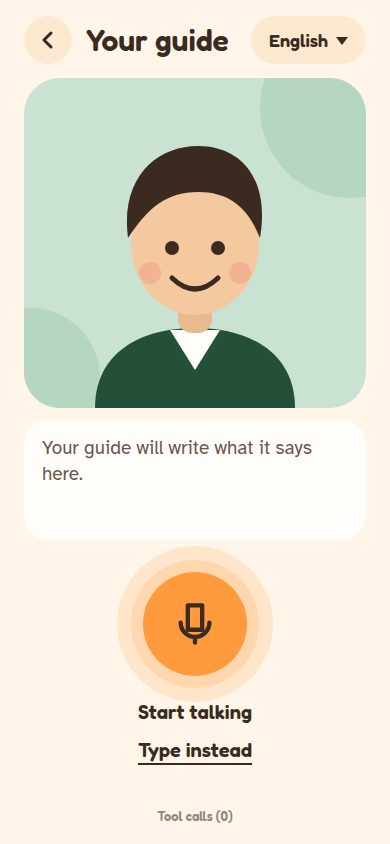 Your guide
English
Your guide will write what it says
here.
Start talking
Type instead
Tool calls (0)